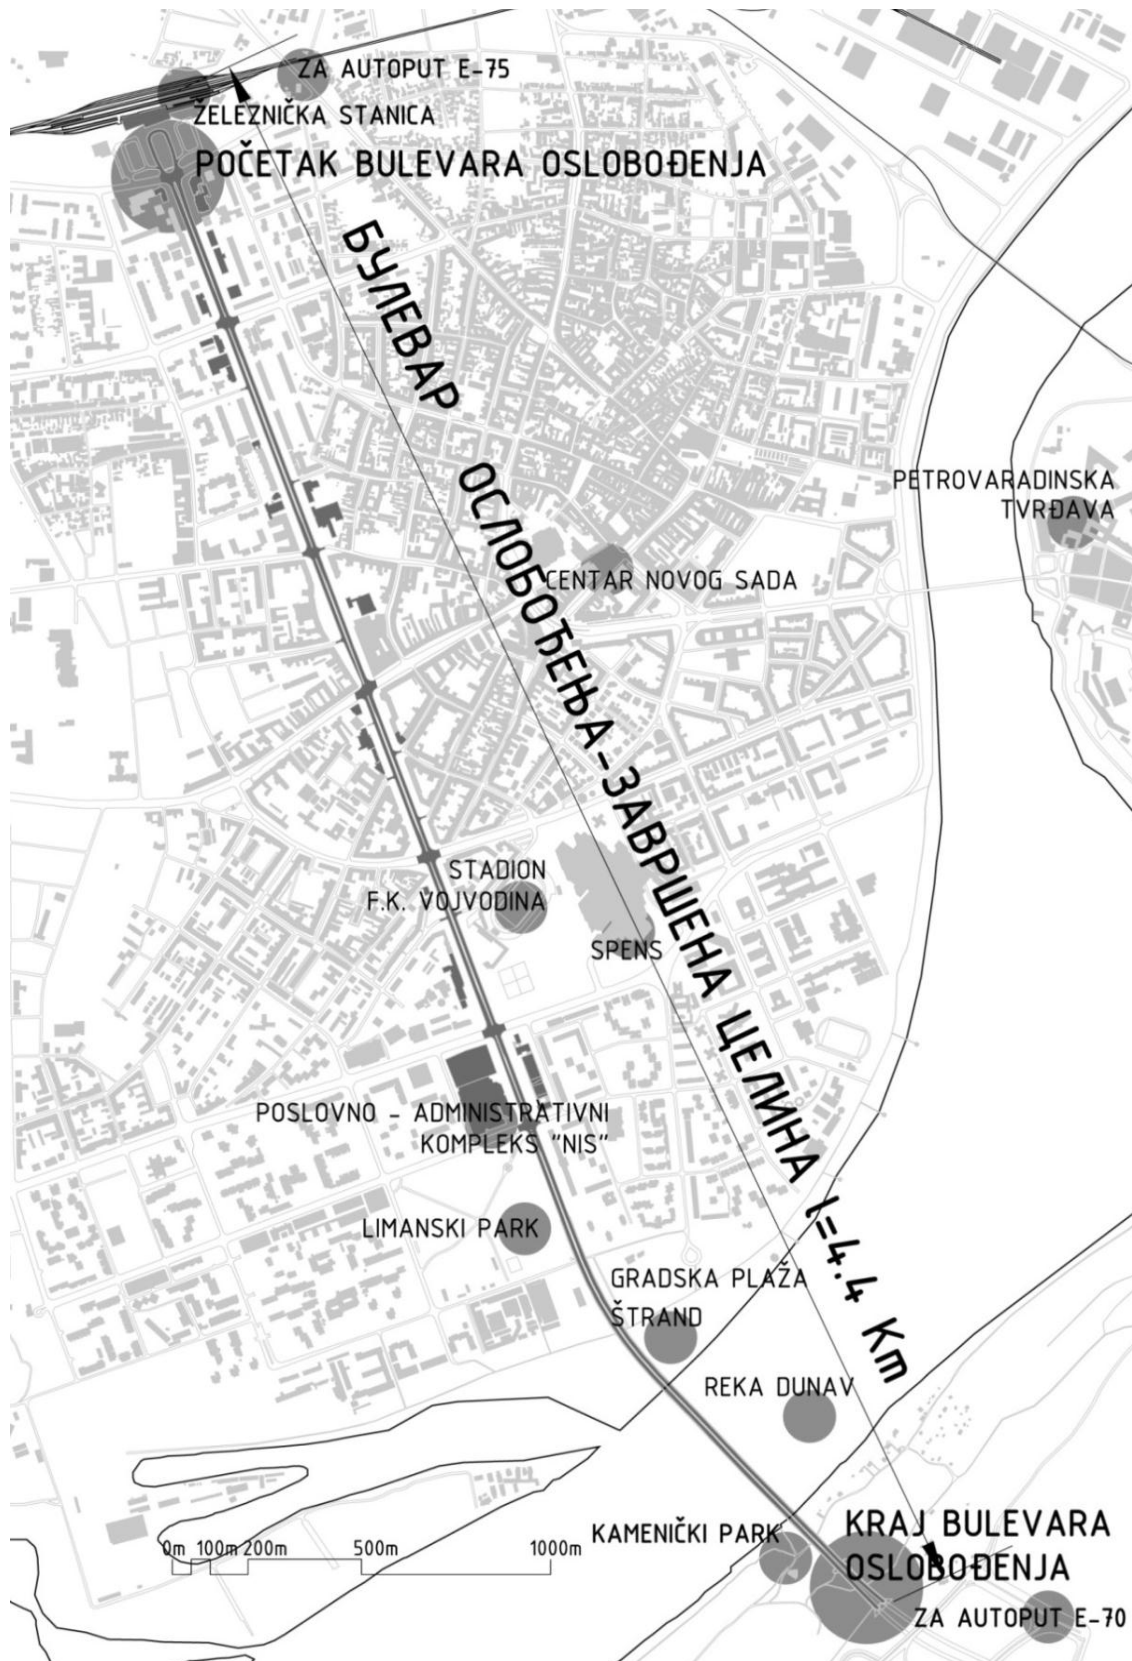 ZA AUTOPUT E-75
ŽELEZNIČKA STANICA
POČETAK BULEVARA OSLOBOĐENJA
БУЛЕВАР ОСЛОБОЂЕЊА-ЗАВРШЕНА ЦЕЛИНА l=4.4 Km
PETROVARADINSKA
TVRĐAVA
CENTAR NOVOG SADA
STADION
F.K. VOJVODINA
SPENS
POSLOVNO - ADMINISTRATIVNI
KOMPLEKS "NIS"
LIMANSKI PARK
GRADSKA PLAŽA
ŠTRAND
REKA DUNAV
KAMENIČKI PARK
KRAJ BULEVARA
OSLOBOĐENJA
ZA AUTOPUT E-70
0m 100m 200m 500m 1000m